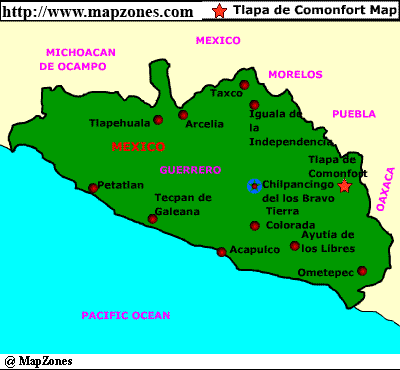 http://www.mapzones.com
Tlapa de Comonfort Map
MEXICO
MICHOACAN
DE OCAMPO
MORELOS
Taxco
PUEBLA
Tlapehuala
Arcelia
Iguala de
la
Independencia
MEXICO
Tlapa de
Comonfort
GUERRERO
OAXACA
Petatlan
Chilpancingo
del los Bravo
Tecpan de
Galeana
Tierra
Colorada
Ayutla de
los Libres
Acapulco
Ometepec
PACIFIC OCEAN
@ MapZones